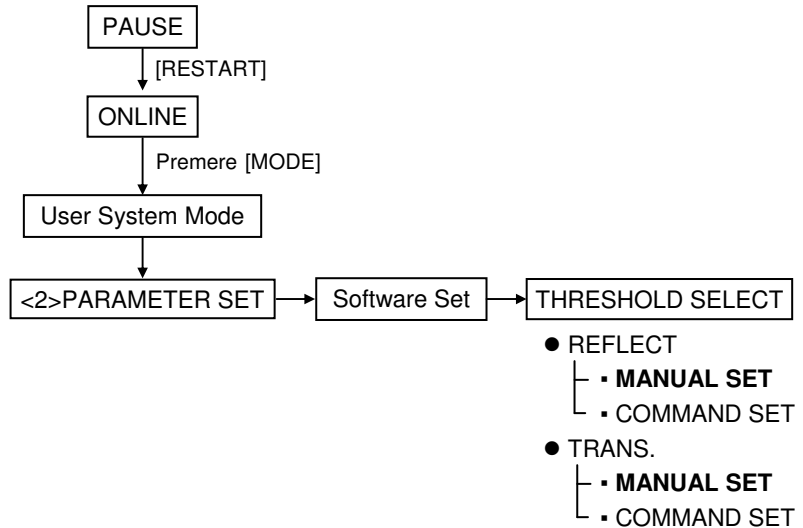 PAUSE
[RESTART]
ONLINE
Premere [MODE]
User System Mode
<2>PARAMETER SET
Software Set
THRESHOLD SELECT
● REFLECT
▪ MANUAL SET
▪ COMMAND SET
● TRANS.
▪ MANUAL SET
▪ COMMAND SET